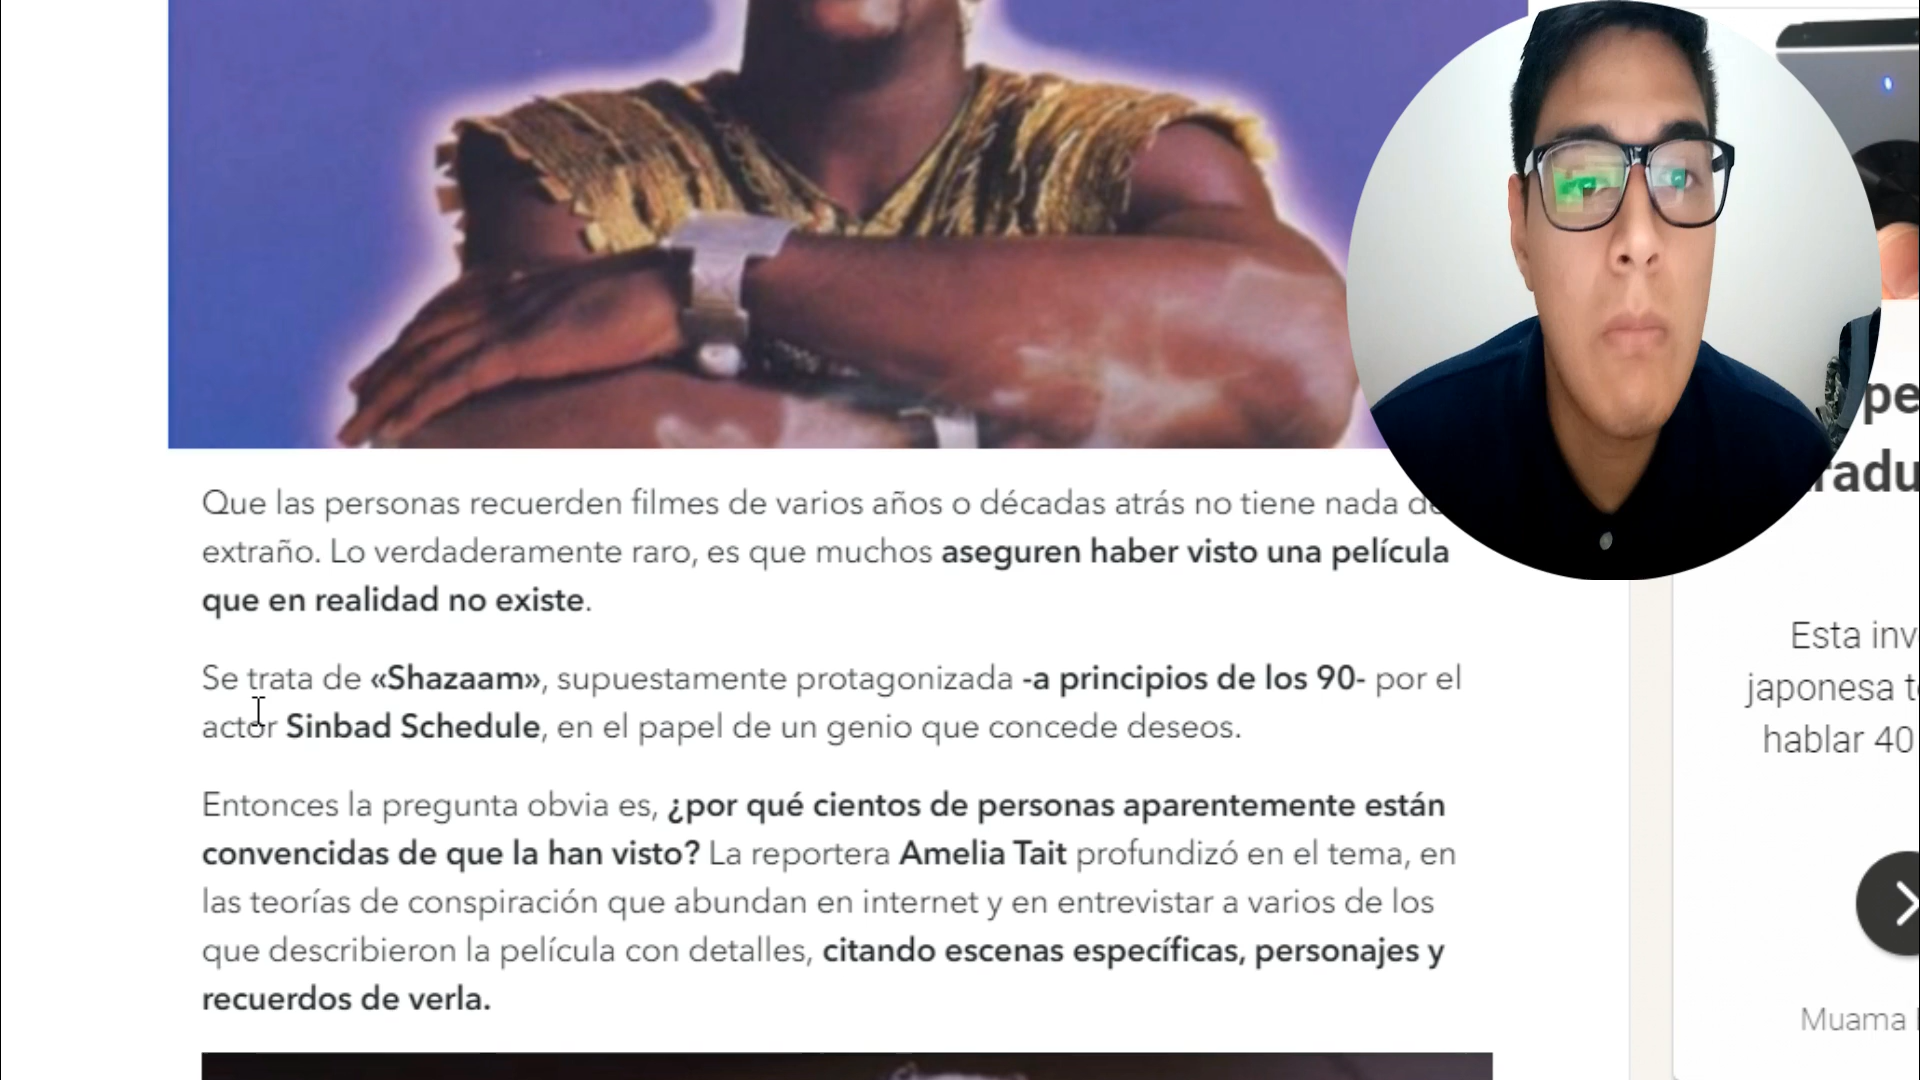 Que las personas recuerden filmes de varios años o décadas atrás no tiene nada de
extraño. Lo verdaderamente raro, es que muchos aseguren haber visto una película
que en realidad no existe.
Se trata de «Shazaam», supuestamente protagonizada -a principios de los 90- por el
actor Sinbad Schedule, en el papel de un genio que concede deseos.
Entonces la pregunta obvia es, ¿por qué cientos de personas aparentemente están
convencidas de que la han visto? La reportera Amelia Tait profundizó en el tema, en
las teorías de conspiración que abundan en internet y en entrevistar a varios de los
que describieron la película con detalles, citando escenas específicas, personajes y
recuerdos de verla.
pe
radu
Esta inv
japonesa t
hablar 40
Muama